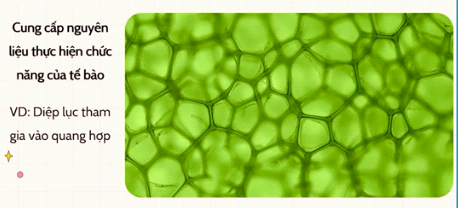 Cung cấp nguyên
liệu thực hiện chức
năng của tế bào
VD: Diệp lục tham
gia vào quang hợp